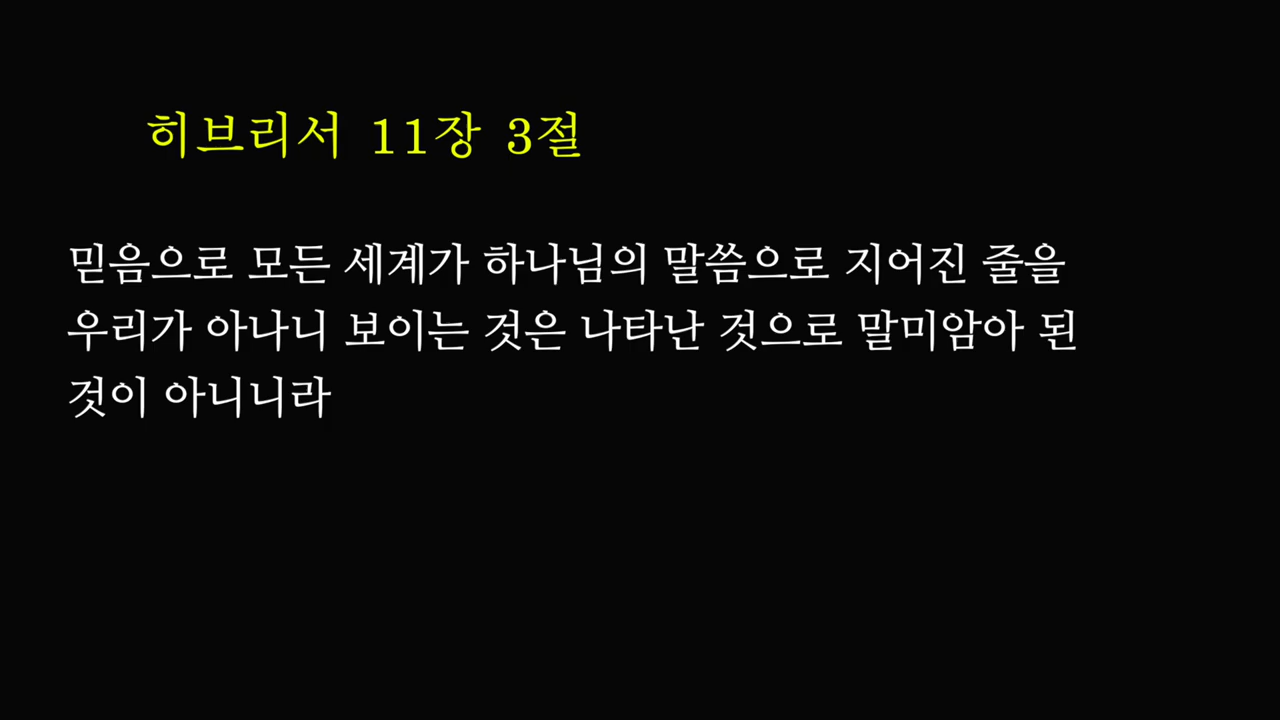 히브리서 11장 3절
믿음으로 모든 세계가 하나님의 말씀으로 지어진 줄을
우리가 아나니 보이는 것은 나타난 것으로 말미암아 된
것이 아니니라